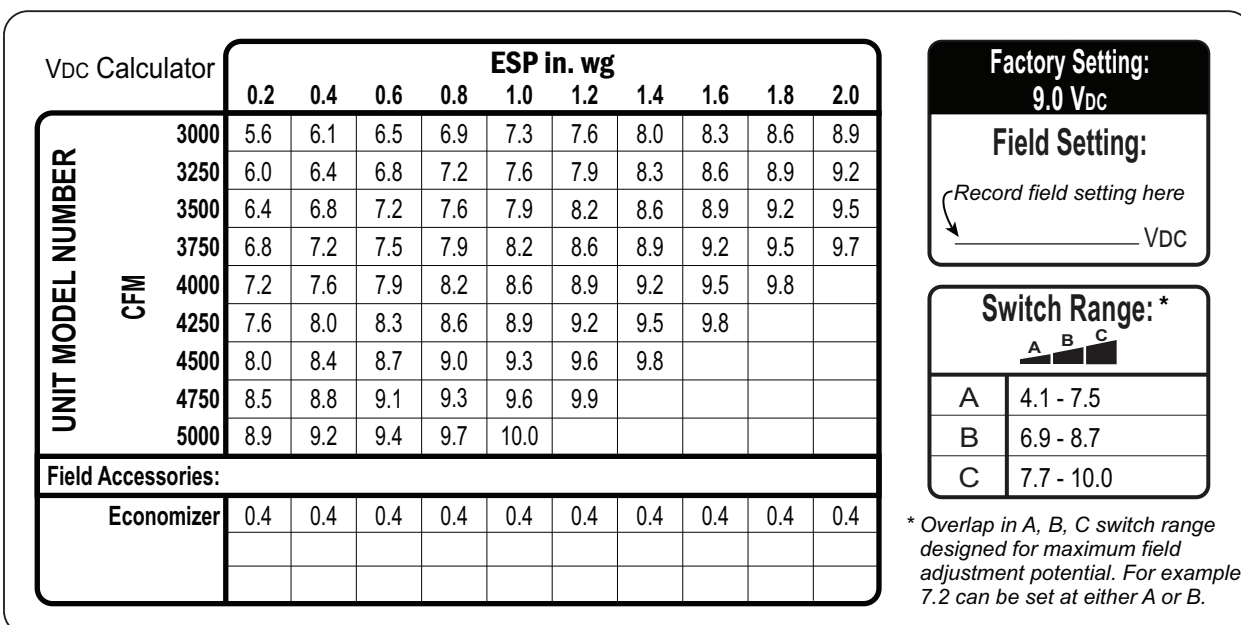 VDC Calculator
ESP in. wg
0.2 0.4 0.6 0.8 1.0 1.2 1.4 1.6 1.8 2.0
UNIT MODEL NUMBER
CFM
3000 5.6 6.1 6.5 6.9 7.3 7.6 8.0 8.3 8.6 8.9
3250 6.0 6.4 6.8 7.2 7.6 7.9 8.3 8.6 8.9 9.2
3500 6.4 6.8 7.2 7.6 7.9 8.2 8.6 8.9 9.2 9.5
3750 6.8 7.2 7.5 7.9 8.2 8.6 8.9 9.2 9.5 9.7
4000 7.2 7.6 7.9 8.2 8.6 8.9 9.2 9.5 9.8
4250 7.6 8.0 8.3 8.6 8.9 9.2 9.5 9.8
4500 8.0 8.4 8.7 9.0 9.3 9.6 9.8
4750 8.5 8.8 9.1 9.3 9.6 9.9
5000 8.9 9.2 9.4 9.7 10.0
Field Accessories:
Economizer 0.4 0.4 0.4 0.4 0.4 0.4 0.4 0.4 0.4 0.4
Factory Setting:
9.0 VDC
Field Setting:
Record field setting here
VDC
Switch Range: *
A B C
A 4.1 - 7.5
B 6.9 - 8.7
C 7.7 - 10.0
* Overlap in A, B, C switch range
designed for maximum field
adjustment potential. For example
7.2 can be set at either A or B.